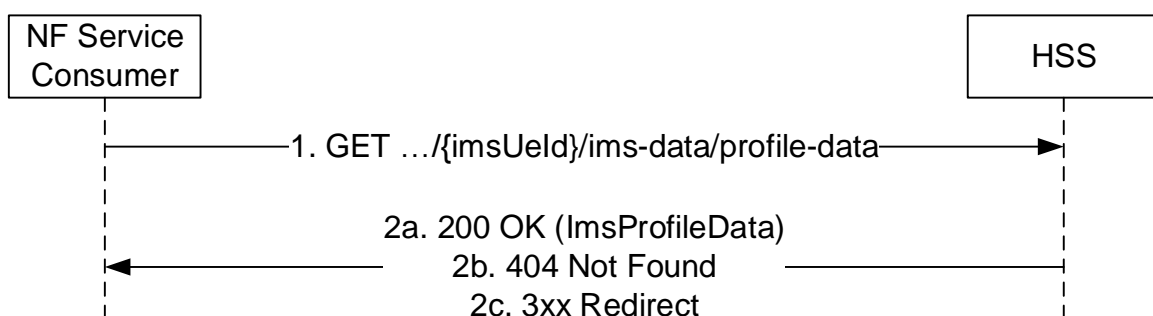 NF Service
Consumer
HSS
1. GET …/{imsUeId}/ims-data/profile-data
2a. 200 OK (ImsProfileData)
2b. 404 Not Found
2c. 3xx Redirect